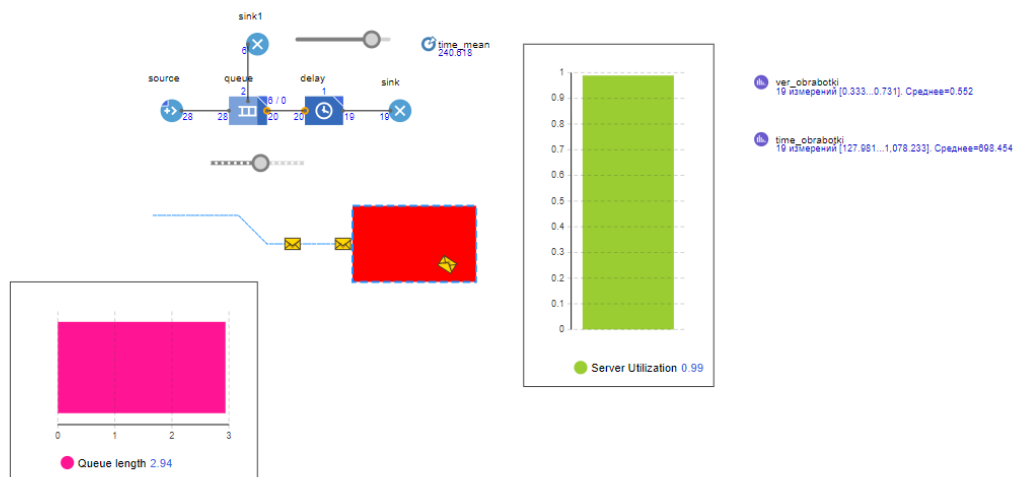 sink1
time_mean
240.618
6
source
queue
delay
sink
2
6 / 0
1
28
28
20
20
19
19
1
0.9
0.8
0.7
0.6
0.5
0.4
0.3
0.2
0.1
0
Server Utilization 0.99
ver_obrabotki
19 измерений [0.333...0.731]. Среднее=0.552
time_obrabotki
19 измерений [127.981...1,078.233]. Среднее=698.454
0
1
2
3
Queue length 2.94